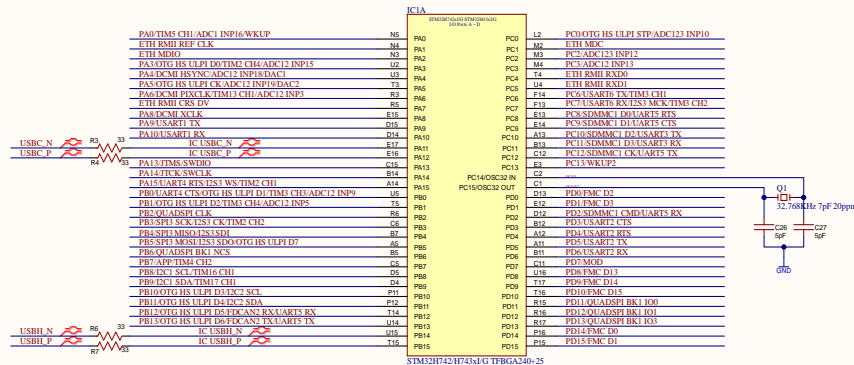 IC1A
STM32H742xI/G STM32H43xI/G
I/O Ports A - D
PA0/TIM5 CH1/ADC1 INP16/WKUP N5 PA0 PC0 L2 PC0/OTG HS ULPI STP/ADC123 INP10
ETH RMII REF CLK N4 PA1 PC1 M2 ETH MDC
ETH MDIO N3 PA2 PC2 M3 PC2/ADC123 INP12
PA3/OTG HS ULPI D0/TIM2 CH4/ADC12 INP15 U2 PA3 PC3 M4 PC3/ADC12 INP13
PA4/DCMI HSYNC/ADC12 INP18/DAC1 U3 PA4 PC4 T4 ETH RMII RXD0
PA5/OTG HS ULPI CK/ADC12 INP19/DAC2 T3 PA5 PC5 U4 ETH RMII RXD1
PA6/DCMI PIXCLK/TIM13 CH1/ADC12 INP3 R3 PA6 PC6 F14 PC6/USART6 TX/TIM3 CH1
ETH RMII CRS DV R5 PA7 PC7 F13 PC7/USART6 RX/I2S3 MCK/TIM3 CH2
PA8/DCMI XCLK E15 PA8 PC8 E13 PC8/SDMMC1 D0/UART5 RTS
PA9/USART1 TX D15 PA9 PC9 E14 PC9/SDMMC1 D1/UART5 CTS
PA10/USART1 RX D14 PA10 PC10 A13 PC10/SDMMC1 D2/USART3 TX
USBC_N R3 33 IC USBC_N E17 PA11 PC11 B13 PC11/SDMMC1 D3/USART3 RX
USBC_P R4 33 IC USBC_P E16 PA12 PC12 C12 PC12/SDMMC1 CK/UART5 TX
PA13/JTMS/SWDIO C15 PA13 PC13 E3 PC13/WKUP2
PA14/JTCK/SWCLK B14 PA14 PC14/OSC32 IN C2
PA15/UART4 RTS/I2S3 WS/TIM2 CH1 A14 PA15 PC15/OSC32 OUT C1
PB0/UART4 CTS/OTG HS ULPI D1/TIM3 CH3/ADC12 INP9 U5 PB0 PD0 D13 PD0/FMC D2
PB1/OTG HS ULPI D2/TIM3 CH4/ADC12 INP5 T5 PB1 PD1 E12 PD1/FMC D3
PB2/QUADSPI CLK R6 PB2 PD2 D12 PD2/SDMMC1 CMD/UART5 RX
PB3/SPI3 SCK/I2S3 CK/TIM2 CH2 C6 PB3 PD3 B12 PD3/USART2 CTS
PB4/SPI3 MISO/I2S3 SDI B7 PB4 PD4 A12 PD4/USART2 RTS
PB5/SPI3 MOSI/I2S3 SDO/OTG HS ULPI D7 A5 PB5 PD5 A11 PD5/USART2 TX
PB6/QUADSPI BK1 NCS B5 PB6 PD6 B11 PD6/USART2 RX
PB7/APP/TIM4 CH2 C5 PB7 PD7 C11 PD7/MOD
PB8/I2C1 SCL/TIM16 CH1 D5 PB8 PD8 U16 PD8/FMC D13
PB9/I2C1 SDA/TIM17 CH1 D4 PB9 PD9 T17 PD9/FMC D14
PB10/OTG HS ULPI D3/I2C2 SCL P11 PB10 PD10 T16 PD10/FMC D15
PB11/OTG HS ULPI D4/I2C2 SDA P12 PB11 PD11 R15 PD11/QUADSPI BK1 IO0
PB12/OTG HS ULPI D5/FDCAN2 RX/UART5 RX T14 PB12 PD12 R16 PD12/QUADSPI BK1 IO1
PB13/OTG HS ULPI D6/FDCAN2 TX/UART5 TX U14 PB13 PD13 R17 PD13/QUADSPI BK1 IO3
USBH_N R6 33 IC USBH_N U15 PB14 PD14 P16 PD14/FMC D0
USBH_P R7 33 IC USBH_P T15 PB15 PD15 P15 PD15/FMC D1
STM32H742/H743xI/G TFBGA240+25
Q1
32.768KHz 7pF 20ppm
C26
5pF
C27
5pF
GND